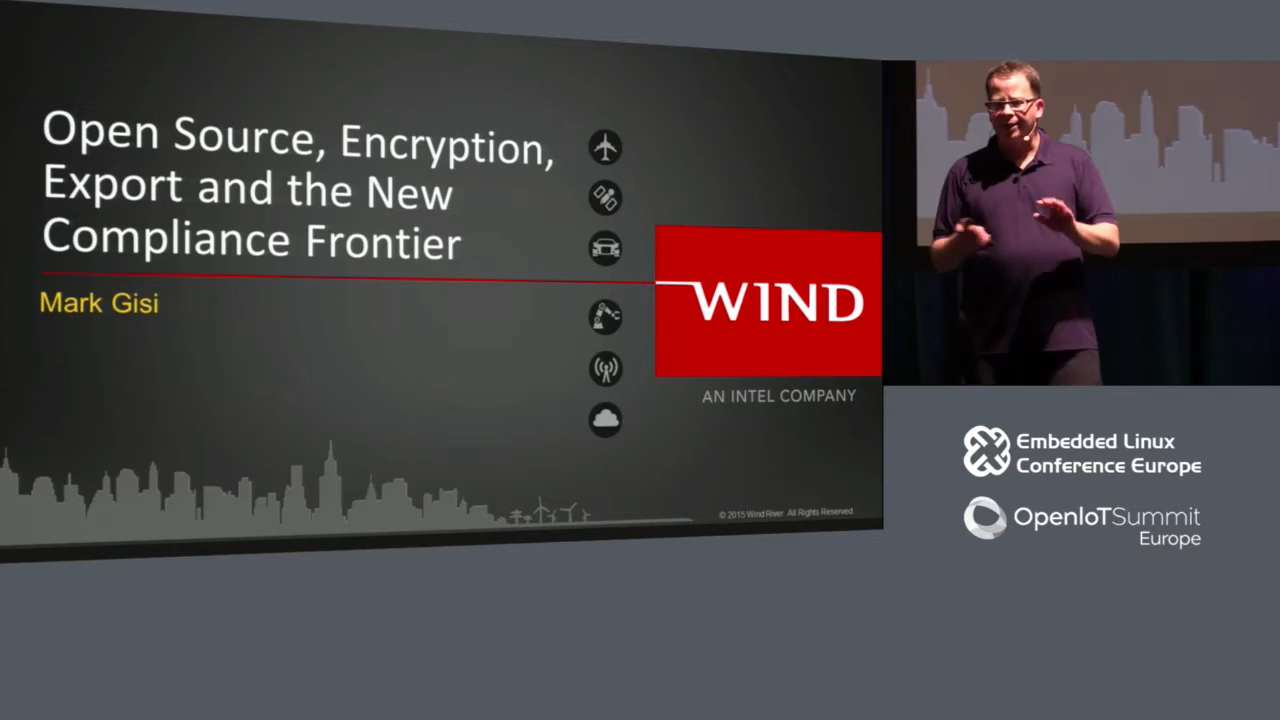 Open Source, Encryption,
Export and the New
Compliance Frontier
Mark Gisi
WIND
AN INTEL COMPANY
© 2015 Wind River. All Rights Reserved.
Embedded Linux
Conference Europe
OpenIoTSummit
Europe